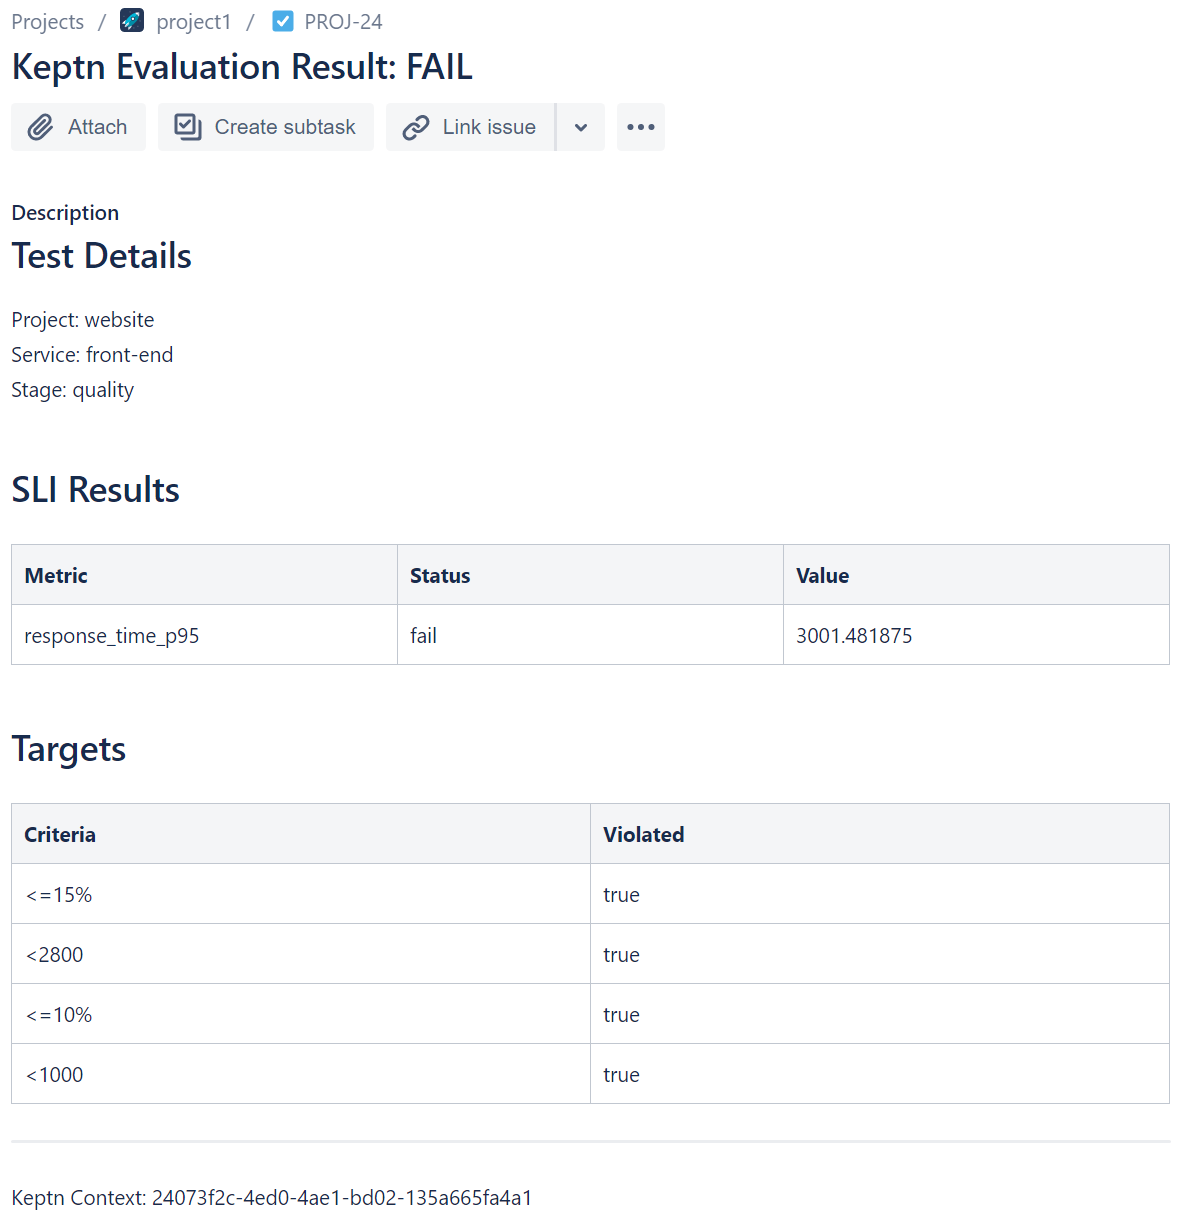 Projects / project1 / PROJ-24
Keptn Evaluation Result: FAIL
Attach Create subtask Link issue
Description
Test Details
Project: website
Service: front-end
Stage: quality
SLI Results
Metric Status Value
response_time_p95 fail 3001.481875
Targets
Criteria Violated
<=15% true
<2800 true
<=10% true
<1000 true
Keptn Context: 24073f2c-4ed0-4ae1-bd02-135a665fa4a1